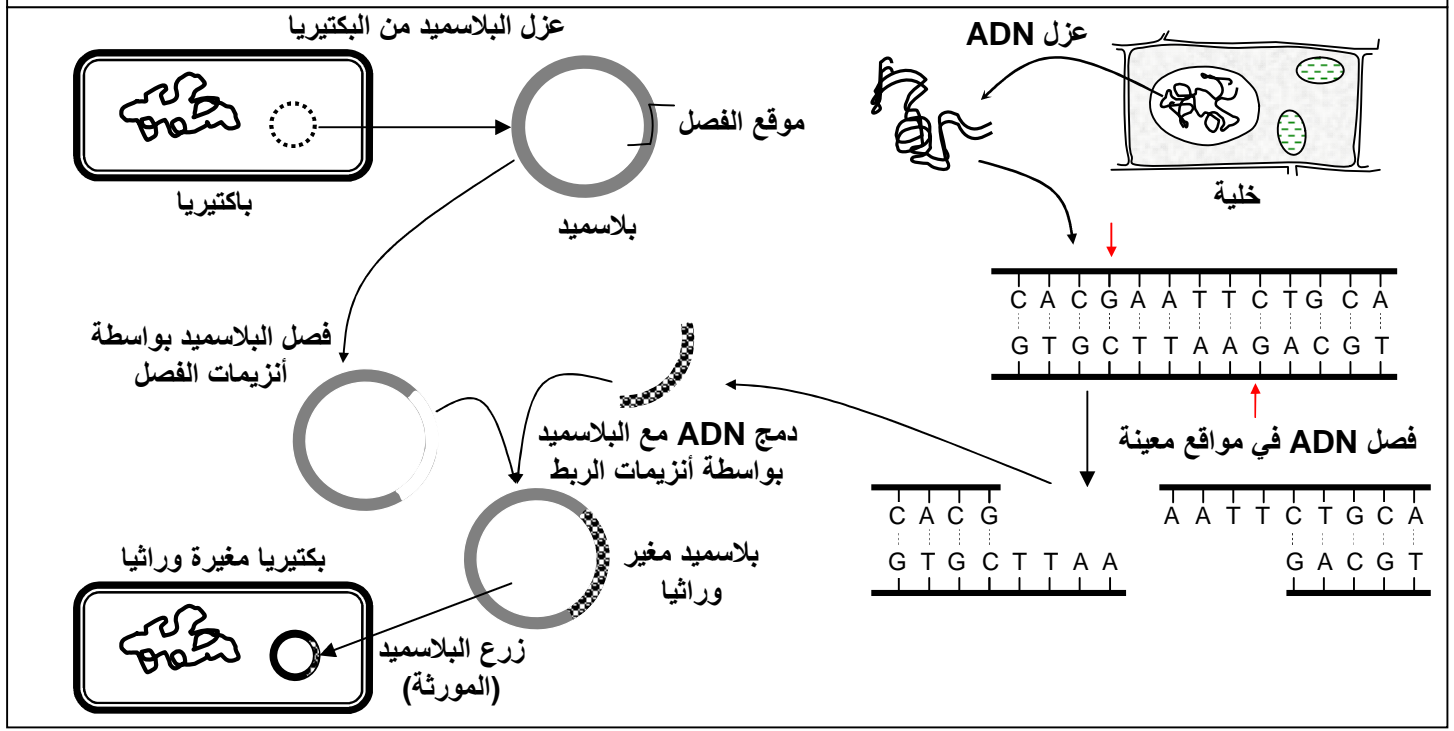 عزل البلاسميد من البكتيريا
عزل ADN
موقع الفصل
باكتيريا
بلاسميد
خلية
C A C G A A T T C T G C A
G T G C T T A A G A C G T
فصل ADN في مواقع معينة
فصل البلاسميد بواسطة
أنزيمات الفصل
دمج ADN مع البلاسميد
بواسطة أنزيمات الربط
C A C G
G T G C T T A A
A A T T C T G C A
G A C G T
بلاسميد مغير
وراثيا
بكتيريا مغيرة وراثيا
زرع البلاسميد
(المورثة)